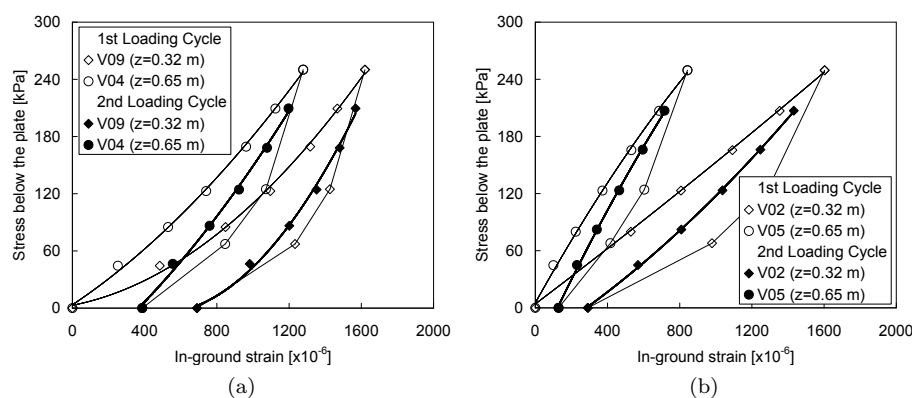 300
240
180
120
60
0
Stress below the plate [kPa]
1st Loading Cycle
V09 (z=0.32 m)
V04 (z=0.65 m)
2nd Loading Cycle
V09 (z=0.32 m)
V04 (z=0.65 m)
0 400 800 1200 1600 2000
In-ground strain [x10⁻⁶]
(a)
300
240
180
120
60
0
Stress below the plate [kPa]
1st Loading Cycle
V02 (z=0.32 m)
V05 (z=0.65 m)
2nd Loading Cycle
V02 (z=0.32 m)
V05 (z=0.65 m)
0 400 800 1200 1600 2000
In-ground strain [x10⁻⁶]
(b)